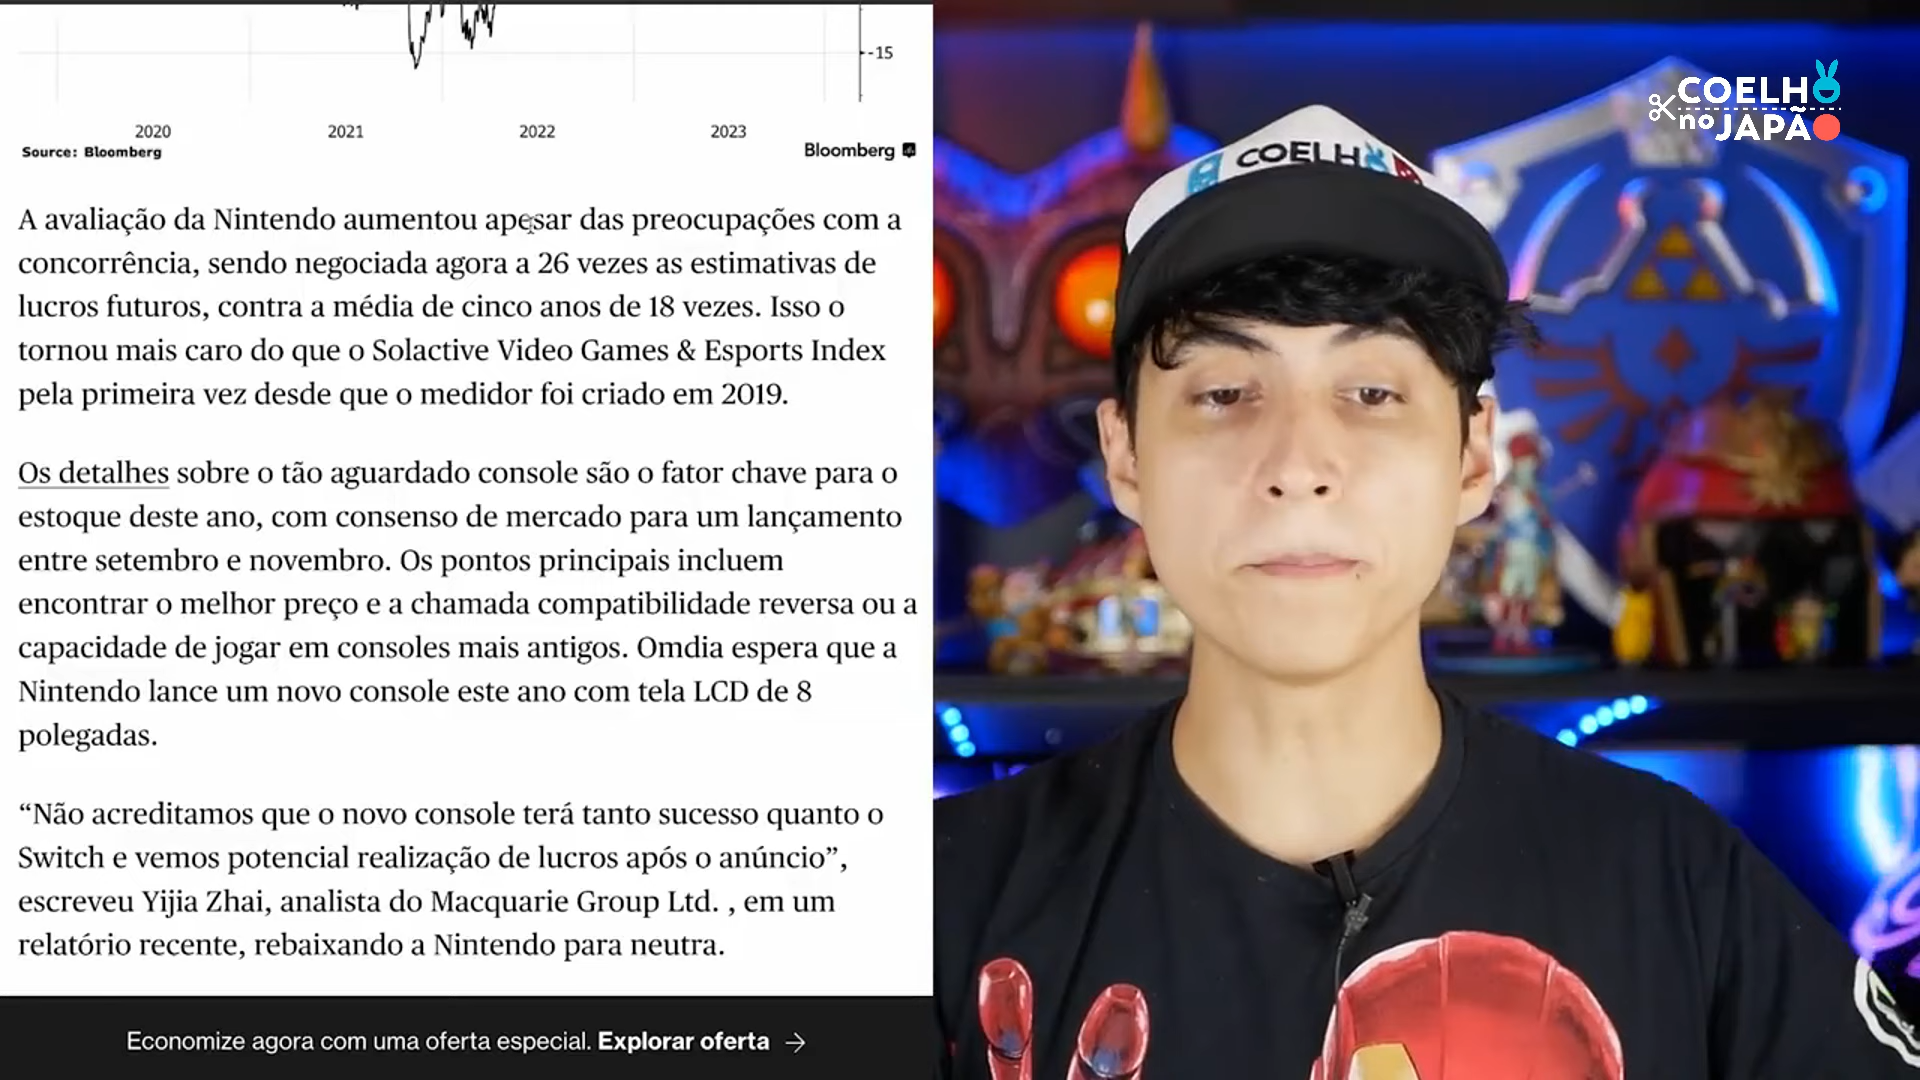 -15
2020 2021 2022 2023
Source: Bloomberg
Bloomberg
A avaliação da Nintendo aumentou apesar das preocupações com a
concorrência, sendo negociada agora a 26 vezes as estimativas de
lucros futuros, contra a média de cinco anos de 18 vezes. Isso o
tornou mais caro do que o Solactive Video Games & Esports Index
pela primeira vez desde que o medidor foi criado em 2019.
Os detalhes sobre o tão aguardado console são o fator chave para o
estoque deste ano, com consenso de mercado para um lançamento
entre setembro e novembro. Os pontos principais incluem
encontrar o melhor preço e a chamada compatibilidade reversa ou a
capacidade de jogar em consoles mais antigos. Omdia espera que a
Nintendo lance um novo console este ano com tela LCD de 8
polegadas.
“Não acreditamos que o novo console terá tanto sucesso quanto o
Switch e vemos potencial realização de lucros após o anúncio”,
escreveu Yijia Zhai, analista do Macquarie Group Ltd. , em um
relatório recente, rebaixando a Nintendo para neutra.
Economize agora com uma oferta especial. Explorar oferta →
COELHO
no JAPÃO
COELHO